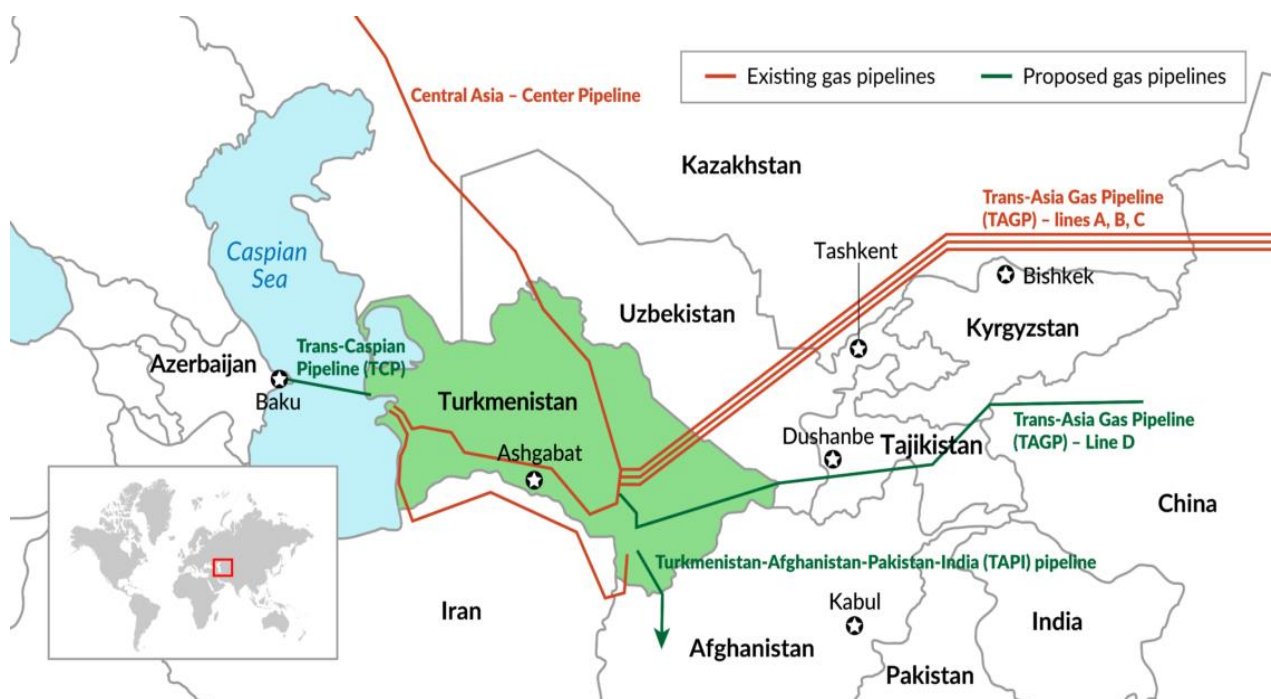 Existing gas pipelines
Proposed gas pipelines
Central Asia – Center Pipeline
Kazakhstan
Trans-Asia Gas Pipeline
(TAGP) – lines A, B, C
Caspian
Sea
Tashkent
Bishkek
Uzbekistan
Kyrgyzstan
Azerbaijan
Trans-Caspian
Pipeline (TCP)
Baku
Turkmenistan
Trans-Asia Gas Pipeline
(TAGP) – Line D
Ashgabat
Dushanbe
Tajikistan
China
Turkmenistan-Afghanistan-Pakistan-India (TAPI) pipeline
Iran
Kabul
India
Afghanistan
Pakistan